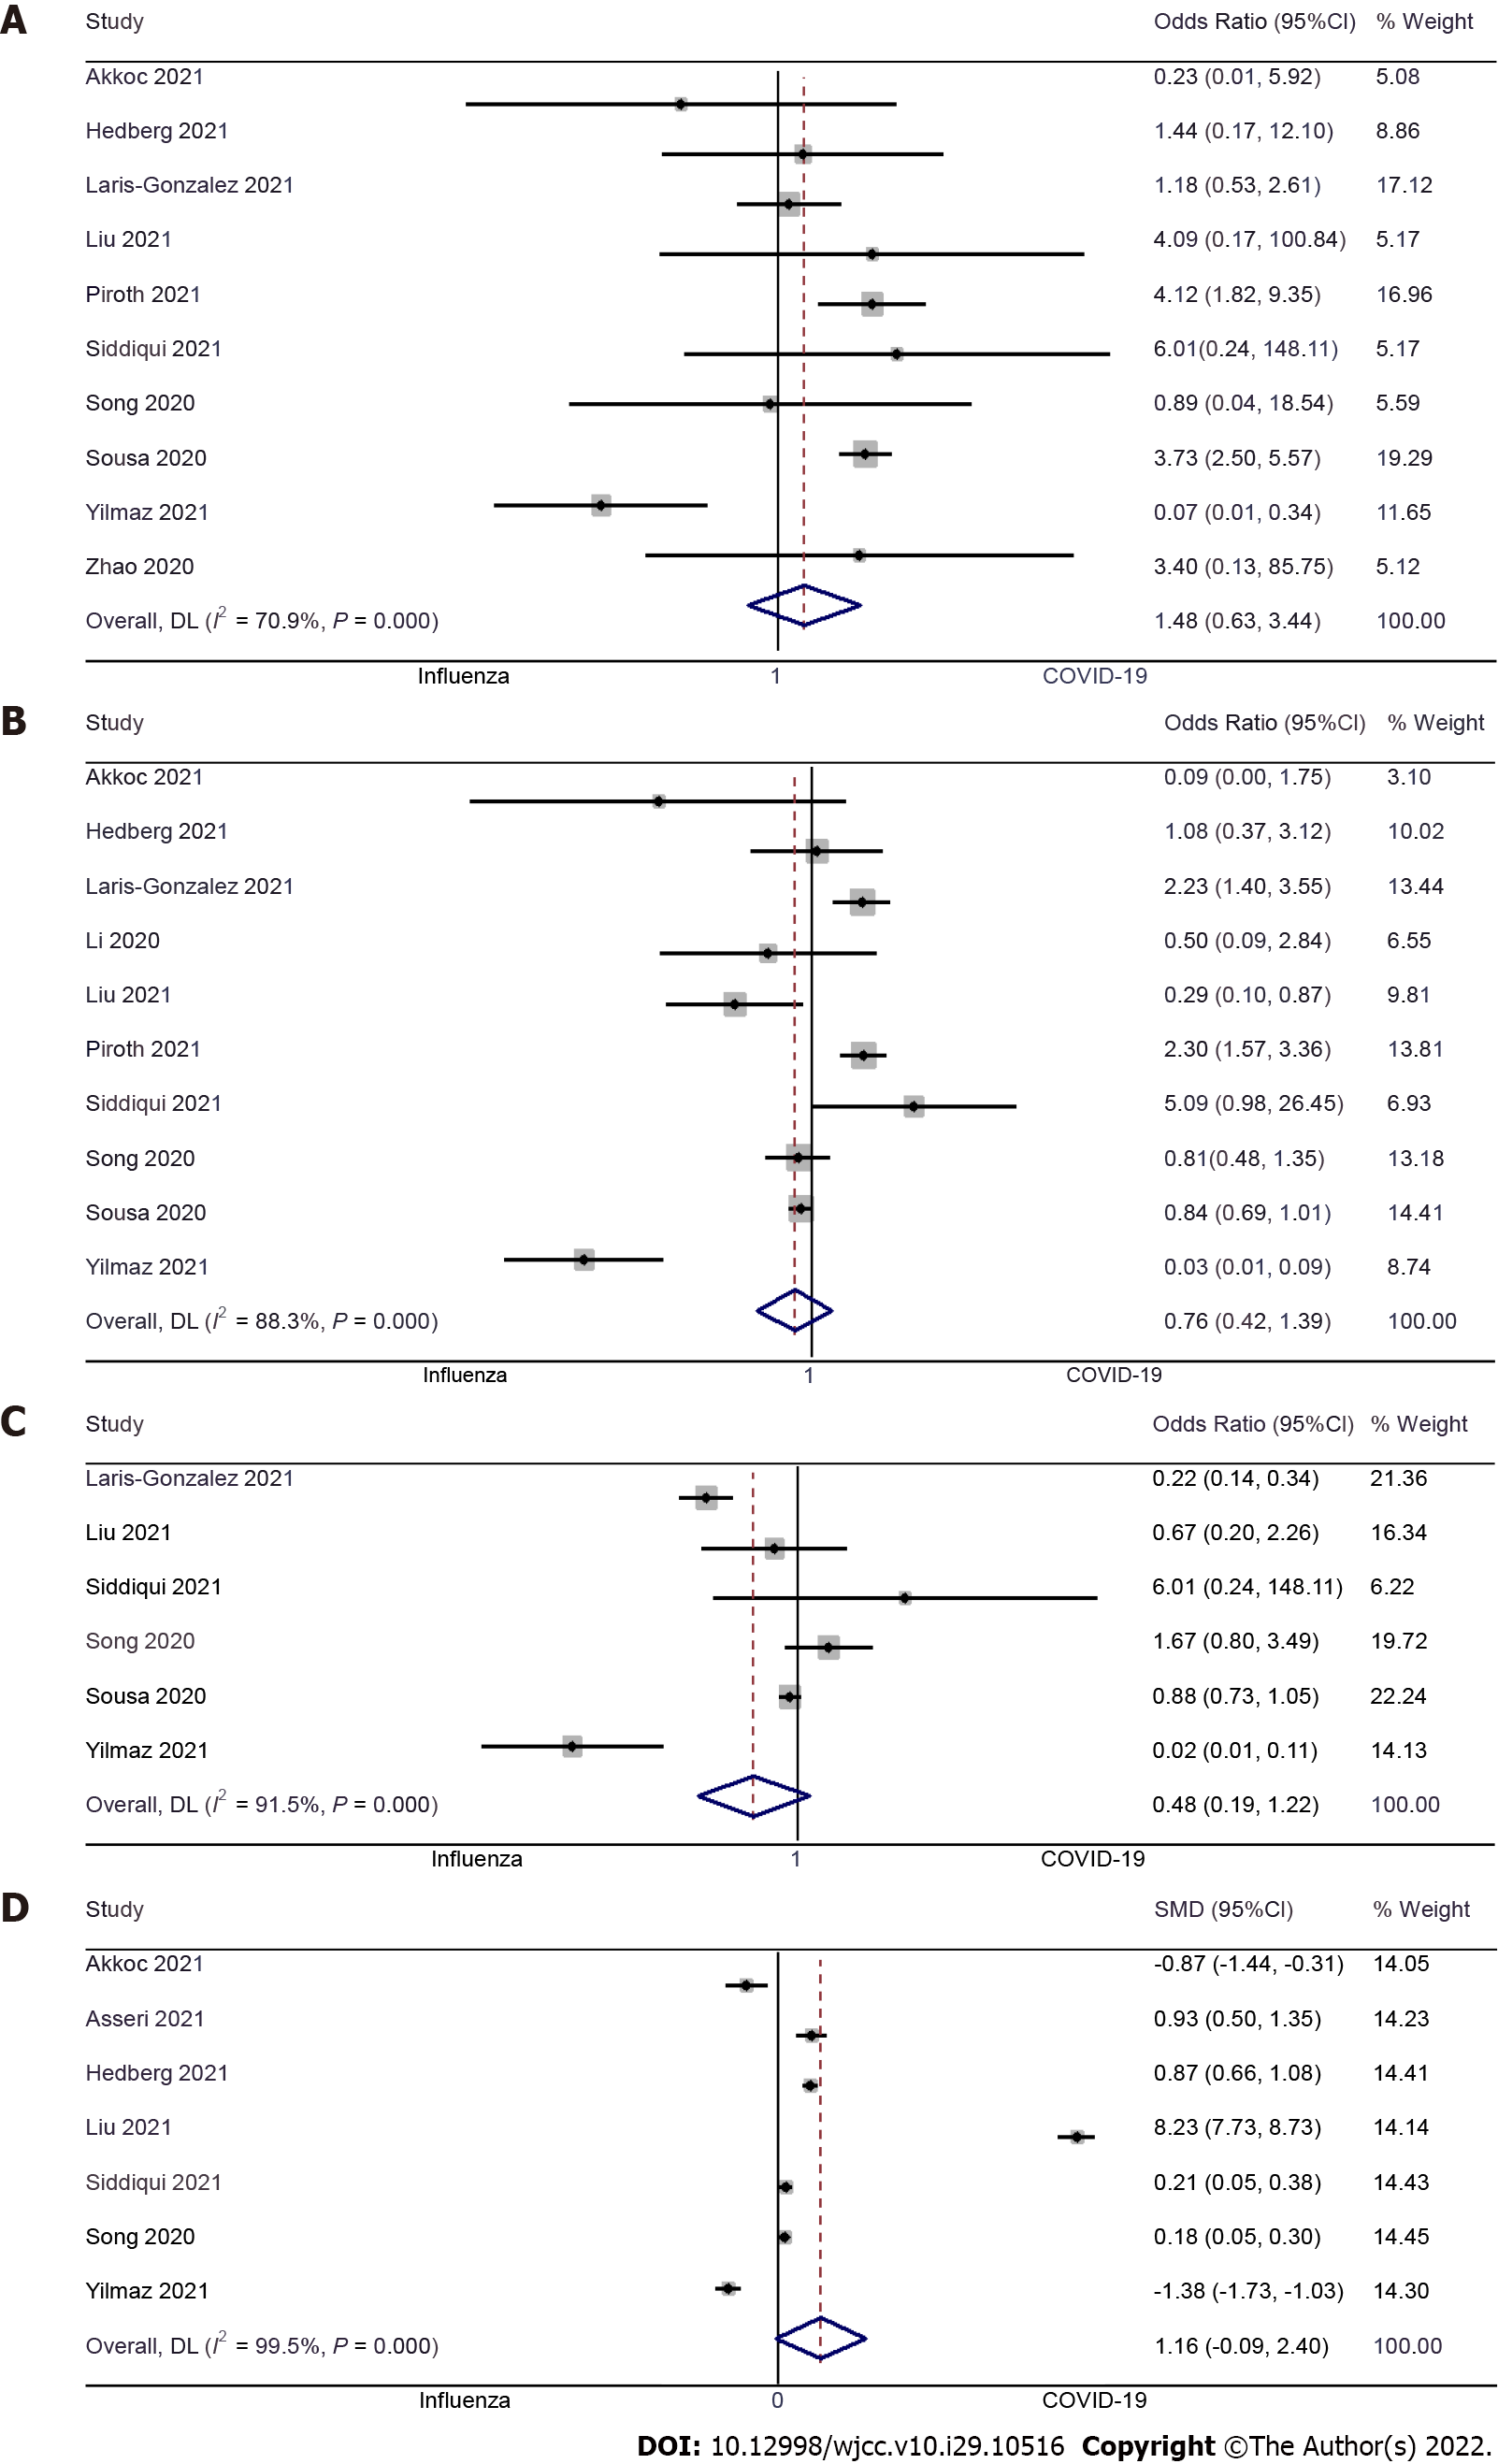 A
Study Odds Ratio (95%CI) % Weight
Akkoc 2021 0.23 (0.01, 5.92) 5.08
Hedberg 2021 1.44 (0.17, 12.10) 8.86
Laris-Gonzalez 2021 1.18 (0.53, 2.61) 17.12
Liu 2021 4.09 (0.17, 100.84) 5.17
Piroth 2021 4.12 (1.82, 9.35) 16.96
Siddiqui 2021 6.01(0.24, 148.11) 5.17
Song 2020 0.89 (0.04, 18.54) 5.59
Sousa 2020 3.73 (2.50, 5.57) 19.29
Yilmaz 2021 0.07 (0.01, 0.34) 11.65
Zhao 2020 3.40 (0.13, 85.75) 5.12
Overall, DL (I² = 70.9%, P = 0.000) 1.48 (0.63, 3.44) 100.00
Influenza 1 COVID-19
B
Study Odds Ratio (95%CI) % Weight
Akkoc 2021 0.09 (0.00, 1.75) 3.10
Hedberg 2021 1.08 (0.37, 3.12) 10.02
Laris-Gonzalez 2021 2.23 (1.40, 3.55) 13.44
Li 2020 0.50 (0.09, 2.84) 6.55
Liu 2021 0.29 (0.10, 0.87) 9.81
Piroth 2021 2.30 (1.57, 3.36) 13.81
Siddiqui 2021 5.09 (0.98, 26.45) 6.93
Song 2020 0.81(0.48, 1.35) 13.18
Sousa 2020 0.84 (0.69, 1.01) 14.41
Yilmaz 2021 0.03 (0.01, 0.09) 8.74
Overall, DL (I² = 88.3%, P = 0.000) 0.76 (0.42, 1.39) 100.00
Influenza 1 COVID-19
C
Study Odds Ratio (95%CI) % Weight
Laris-Gonzalez 2021 0.22 (0.14, 0.34) 21.36
Liu 2021 0.67 (0.20, 2.26) 16.34
Siddiqui 2021 6.01 (0.24, 148.11) 6.22
Song 2020 1.67 (0.80, 3.49) 19.72
Sousa 2020 0.88 (0.73, 1.05) 22.24
Yilmaz 2021 0.02 (0.01, 0.11) 14.13
Overall, DL (I² = 91.5%, P = 0.000) 0.48 (0.19, 1.22) 100.00
Influenza 1 COVID-19
D
Study SMD (95%CI) % Weight
Akkoc 2021 -0.87 (-1.44, -0.31) 14.05
Asseri 2021 0.93 (0.50, 1.35) 14.23
Hedberg 2021 0.87 (0.66, 1.08) 14.41
Liu 2021 8.23 (7.73, 8.73) 14.14
Siddiqui 2021 0.21 (0.05, 0.38) 14.43
Song 2020 0.18 (0.05, 0.30) 14.45
Yilmaz 2021 -1.38 (-1.73, -1.03) 14.30
Overall, DL (I² = 99.5%, P = 0.000) 1.16 (-0.09, 2.40) 100.00
Influenza 0 COVID-19
DOI: 10.12998/wjcc.v10.i29.10516 Copyright ©The Author(s) 2022.